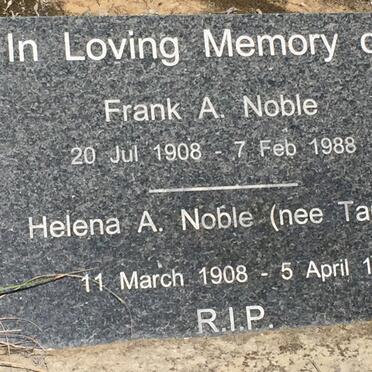 In Loving Memory
Frank A. Noble
20 Jul 1908 - 7 Feb 1988
Helena A. Noble (nee
11 March 1908 - 5 April
R.I.P.